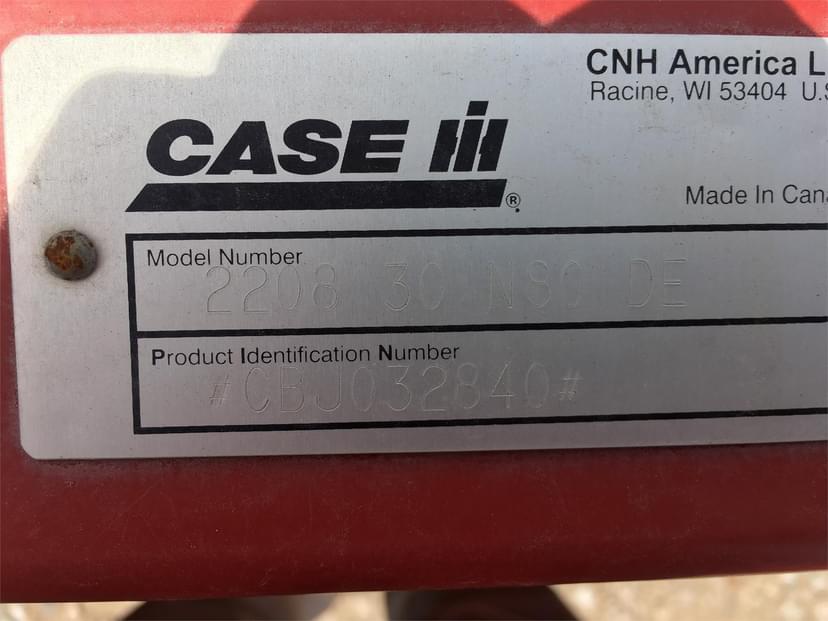 CNH America L
Racine, WI 53404 U.S
CASE IH
®
Made In Cana
Model Number
2208 30 NSO DE
Product Identification Number
#CBJ032840#